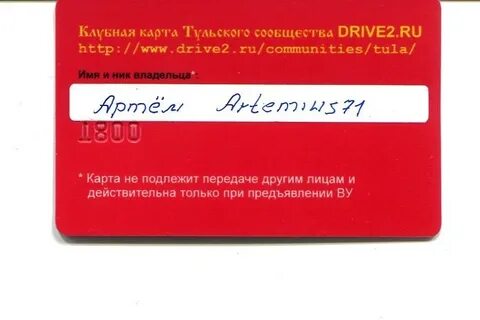 Клубная карта Тульского сообщества DRIVE2.RU
http://www.drive2.ru/communities/tula/
Имя и ник владельца*:
Артём Artemius71
1800
* Карта не подлежит передаче другим лицам и
действительна только при предъявлении ВУ